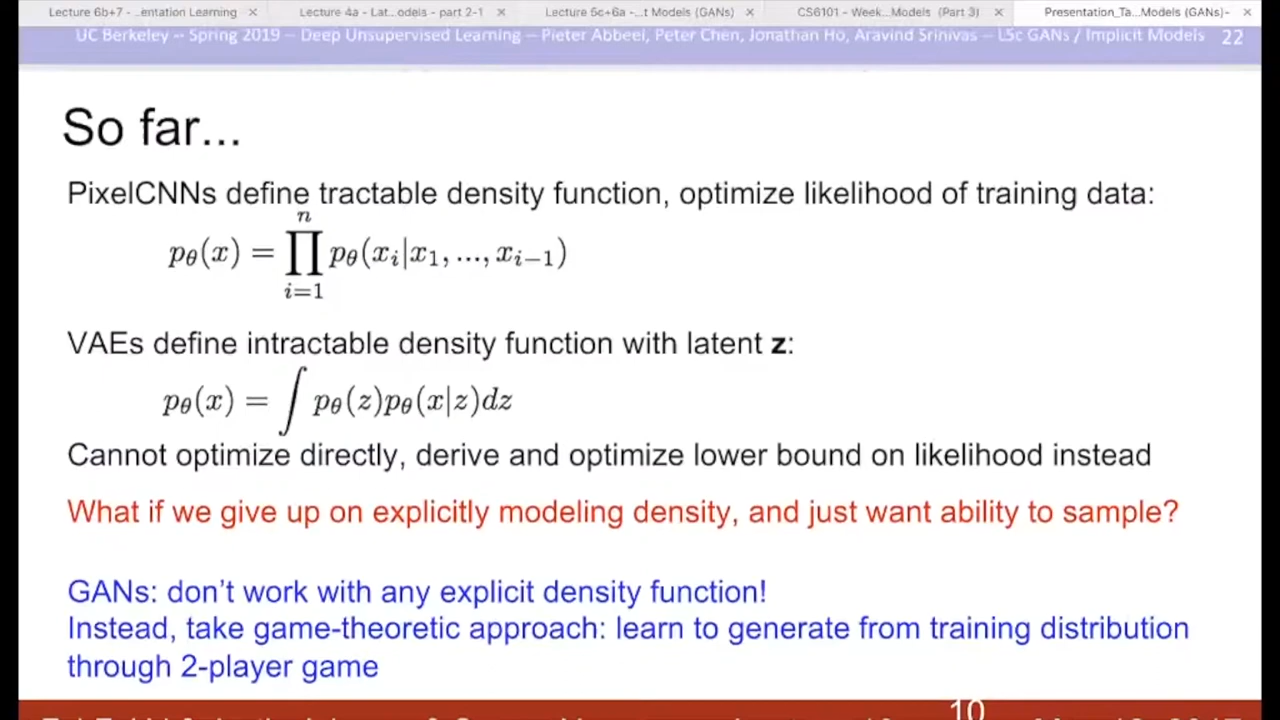 UC Berkeley -- Spring 2019 -- Deep Unsupervised Learning -- Pieter Abbeel, Peter Chen, Jonathan Ho, Aravind Srinivas -- L5c GANs / Implicit Models 22
Lecture 6b+7 - ...entation Learning × Lecture 4a - Lat...odels - part 2-1 × Lecture 5c+6a -...t Models (GANs) × CS6101 - Week...Models (Part 3) × Presentation_Ta...Models (GANs)- ×
So far...
PixelCNNs define tractable density function, optimize likelihood of training data:
pθ(x) = ∏ⁿᵢ₌₁ pθ(xᵢ|x₁, ..., xᵢ₋₁)
VAEs define intractable density function with latent z:
pθ(x) = ∫ pθ(z)pθ(x|z)dz
Cannot optimize directly, derive and optimize lower bound on likelihood instead
What if we give up on explicitly modeling density, and just want ability to sample?
GANs: don't work with any explicit density function!
Instead, take game-theoretic approach: learn to generate from training distribution
through 2-player game
10